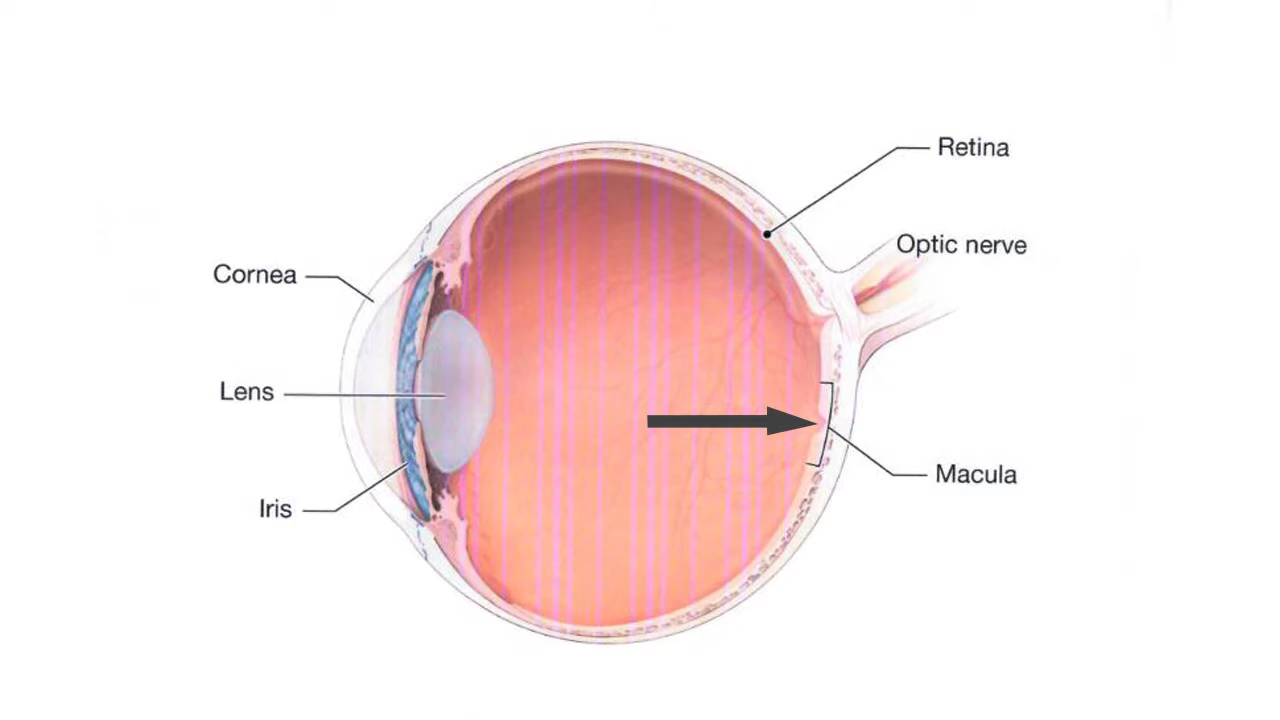 Retina
Optic nerve
Cornea
Lens
Macula
Iris